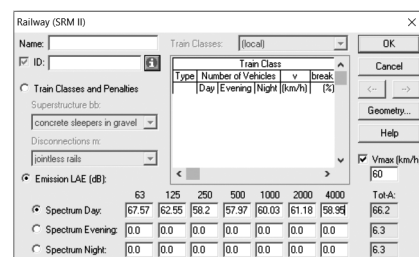 Railway (SRM II)
Name:
Train Classes: (local)
OK
ID:
Cancel
Train Class
Type Number of Vehicles v break
Day Evening Night (km/h) (%)
Train Classes and Penalties
<-- -->
Superstructure bb:
Geometry...
concrete sleepers in gravel
Help
Disconnections m:
jointless rails
Vmax (km/h
60
Emission LAE (dB):
63 125 250 500 1000 2000 4000 Tot-A:
Spectrum Day: 67.57 62.55 58.2 57.97 60.03 61.18 58.95 66.2
Spectrum Evening: 0.0 0.0 0.0 0.0 0.0 0.0 0.0 6.3
Spectrum Night: 0.0 0.0 0.0 0.0 0.0 0.0 0.0 6.3